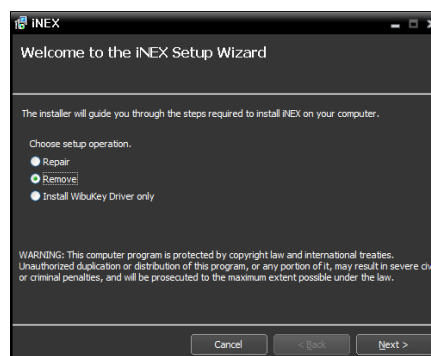 iNEX
Welcome to the iNEX Setup Wizard
The installer will guide you through the steps required to install iNEX on your computer.
Choose setup operation.
Repair
Remove
Install WibuKey Driver only
WARNING: This computer program is protected by copyright law and international treaties.
Unauthorized duplication or distribution of this program, or any portion of it, may result in severe
or criminal penalties, and will be prosecuted to the maximum extent possible under the law.
Cancel
< Back
Next >